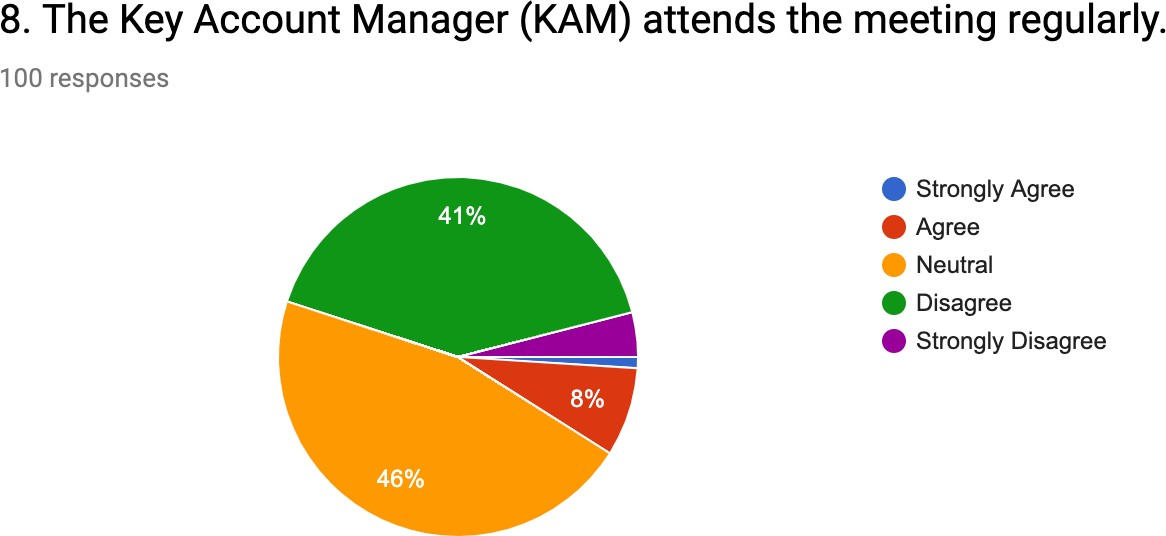 8. The Key Account Manager (KAM) attends the meeting regularly.
100 responses
41%
8%
46%
Strongly Agree
Agree
Neutral
Disagree
Strongly Disagree